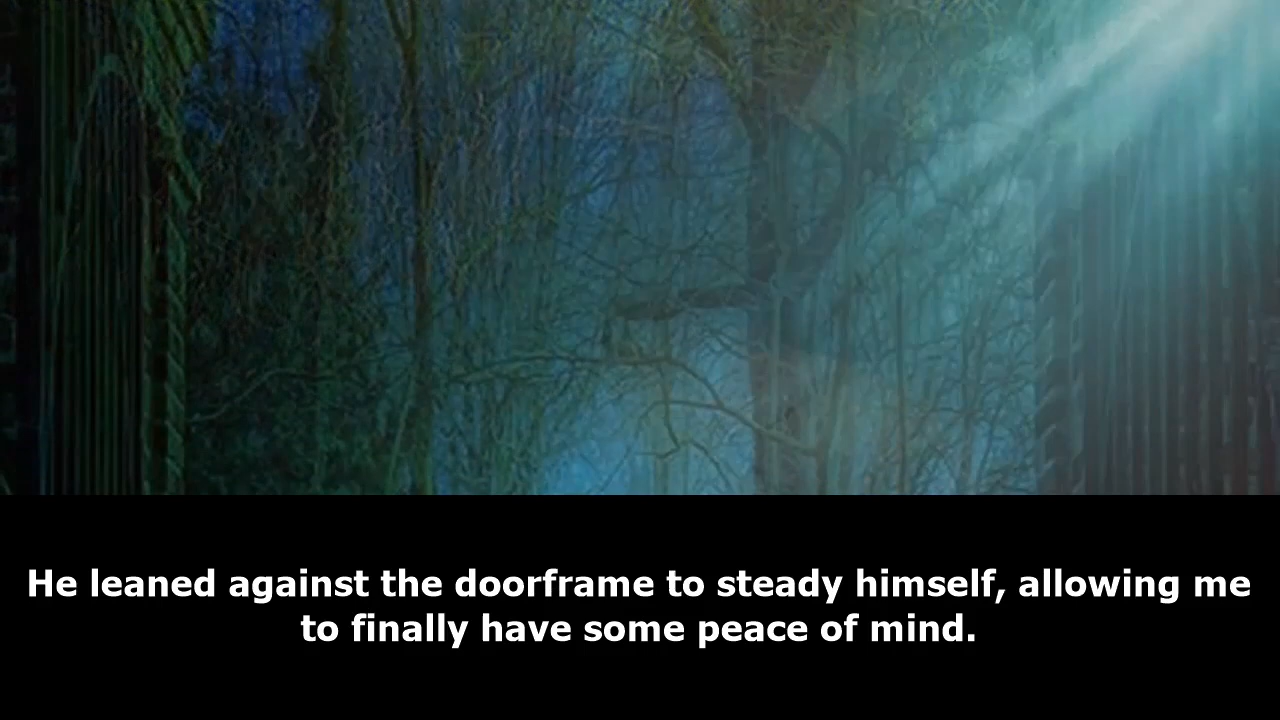 He leaned against the doorframe to steady himself, allowing me
to finally have some peace of mind.